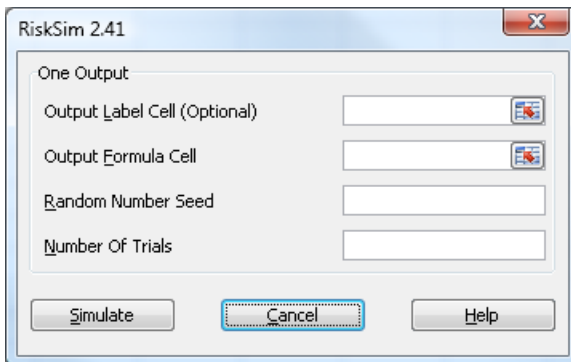 RiskSim 2.41
One Output
Output Label Cell (Optional)
Output Formula Cell
Random Number Seed
Number Of Trials
Simulate Cancel Help